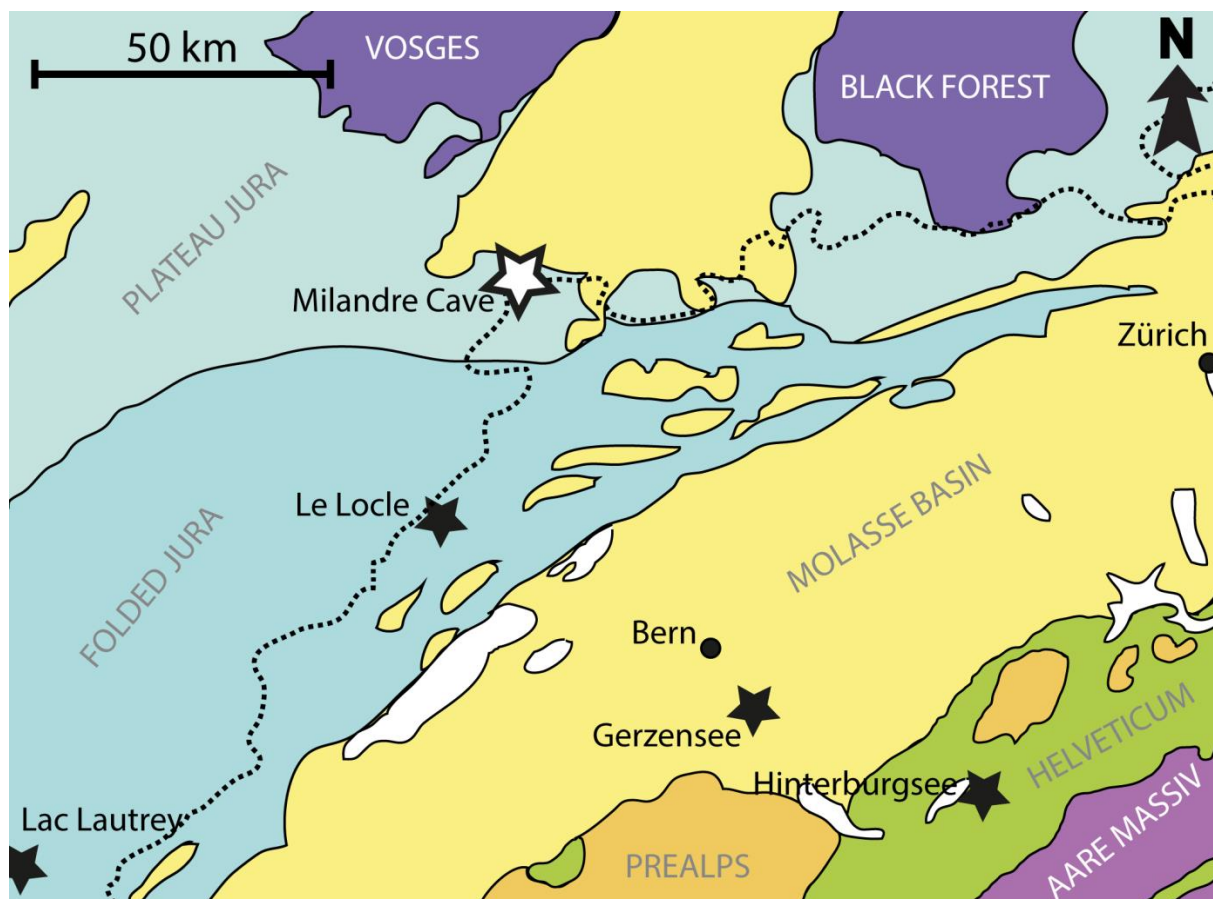 50 km
VOSGES
BLACK FOREST
N
PLATEAU JURA
Milandre Cave
Zürich
Le Locle
MOLASSE BASIN
FOLDED JURA
Bern
Gerzensee
HELVETICUM
Hinterburgsee
Lac Lautrey
PREALPS
AARE MASSIV